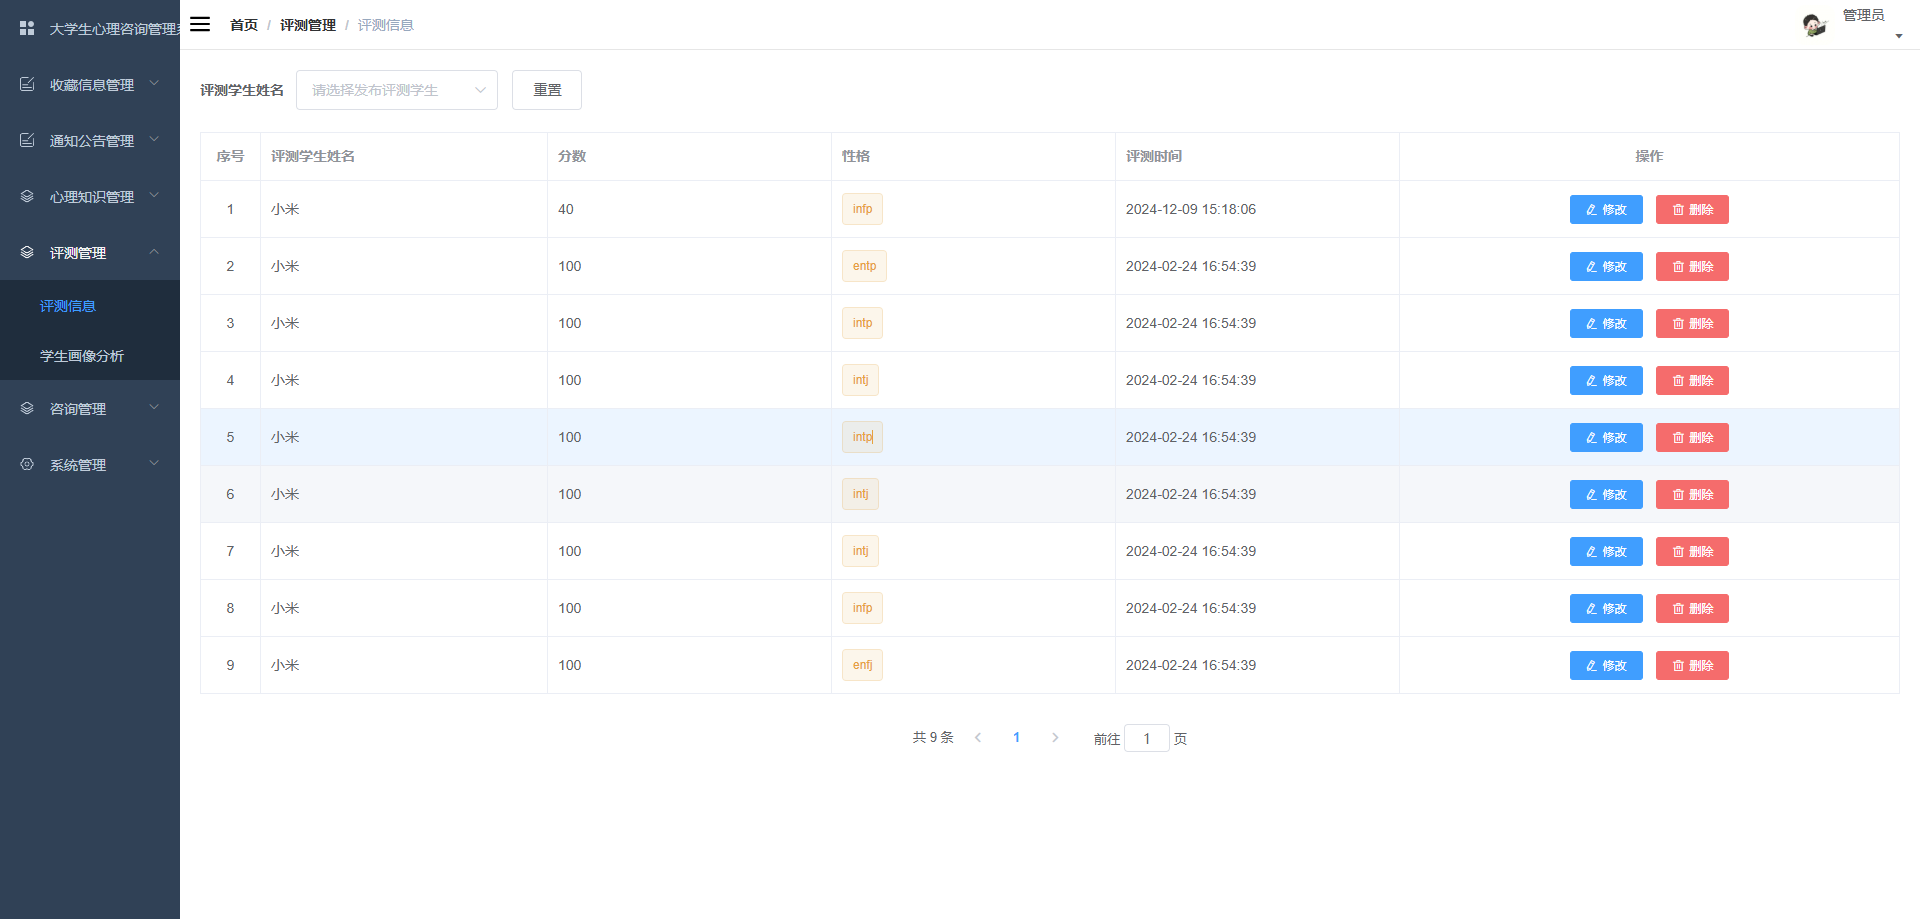 大学生心理咨询管理
首页 / 评测管理 / 评测信息
管理员
收藏信息管理
通知公告管理
心理知识管理
评测管理
评测信息
学生画像分析
咨询管理
系统管理
评测学生姓名 请选择发布评测学生 重置
序号 评测学生姓名 分数 性格 评测时间 操作
1 小米 40 infp 2024-12-09 15:18:06 修改 删除
2 小米 100 entp 2024-02-24 16:54:39 修改 删除
3 小米 100 intp 2024-02-24 16:54:39 修改 删除
4 小米 100 intj 2024-02-24 16:54:39 修改 删除
5 小米 100 intp 2024-02-24 16:54:39 修改 删除
6 小米 100 intj 2024-02-24 16:54:39 修改 删除
7 小米 100 intj 2024-02-24 16:54:39 修改 删除
8 小米 100 infp 2024-02-24 16:54:39 修改 删除
9 小米 100 enfj 2024-02-24 16:54:39 修改 删除
共 9 条 1 前往 1 页